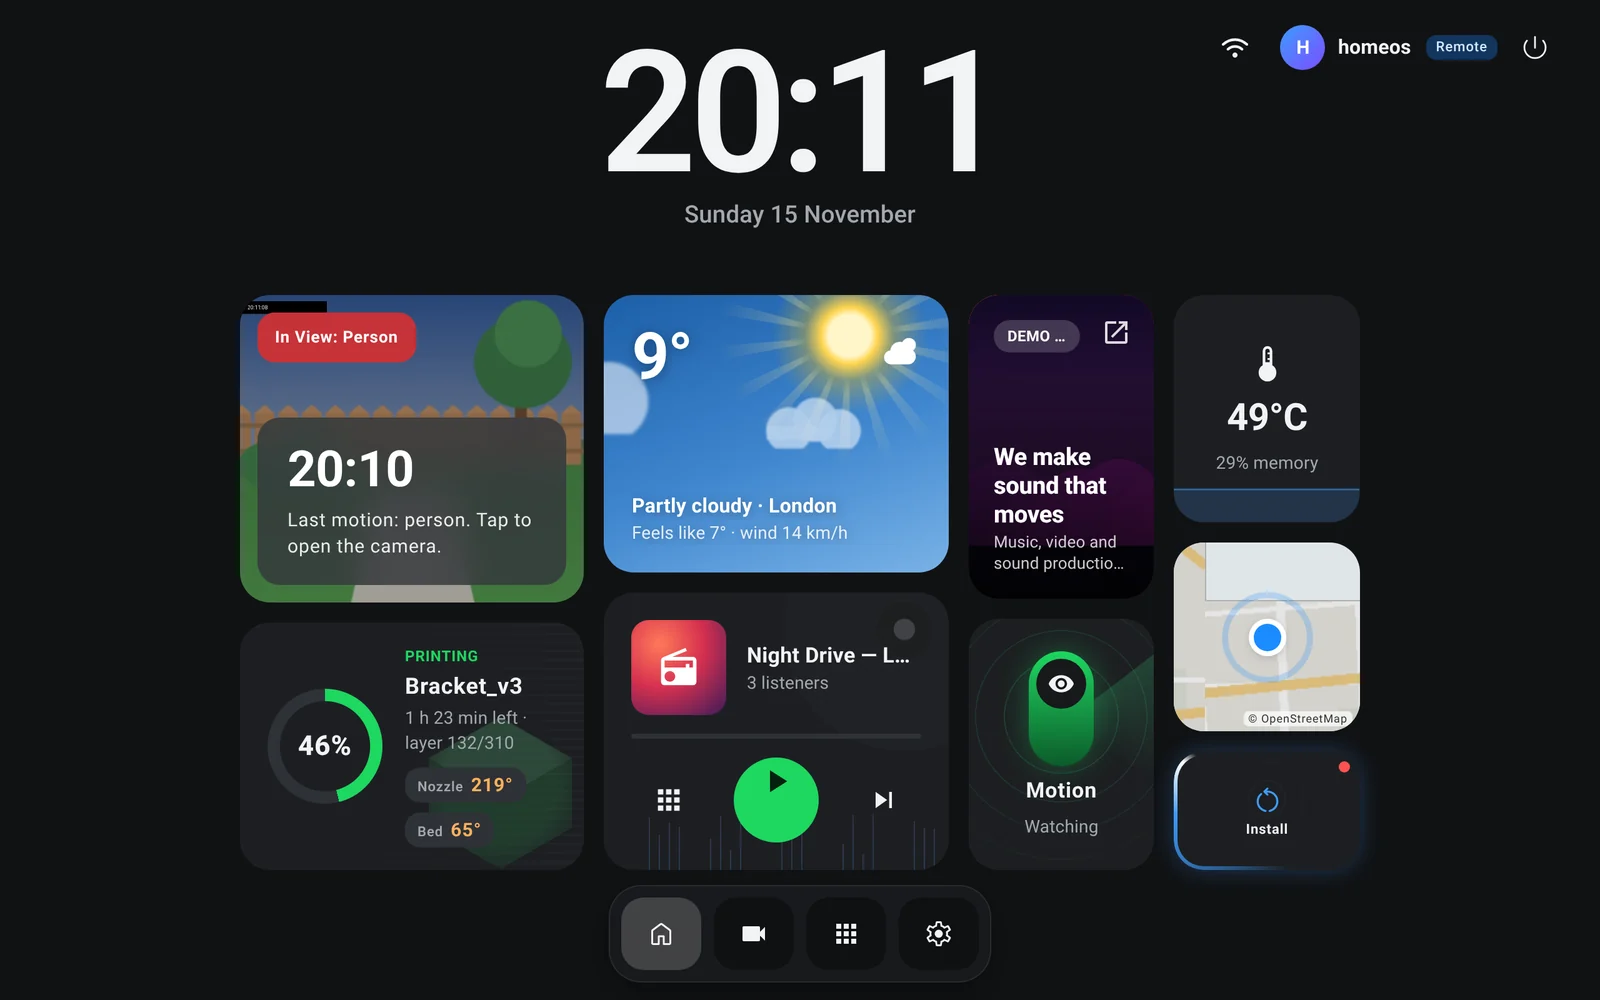 20:11
Sunday 15 November
H
homeos
Remote
20:11:08
In View: Person
20:10
Last motion: person. Tap to
open the camera.
9°
Partly cloudy · London
Feels like 7° · wind 14 km/h
DEMO ...
We make
sound that
moves
Music, video and
sound productio...
49°C
29% memory
© OpenStreetMap
PRINTING
Bracket_v3
1 h 23 min left ·
layer 132/310
46%
Nozzle 219°
Bed 65°
Night Drive — L...
3 listeners
Motion
Watching
Install